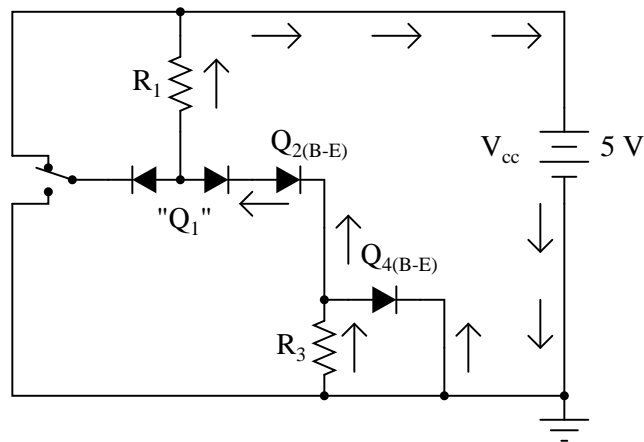 R1
Q2(B-E)
Vcc 5 V
"Q1"
Q4(B-E)
R3